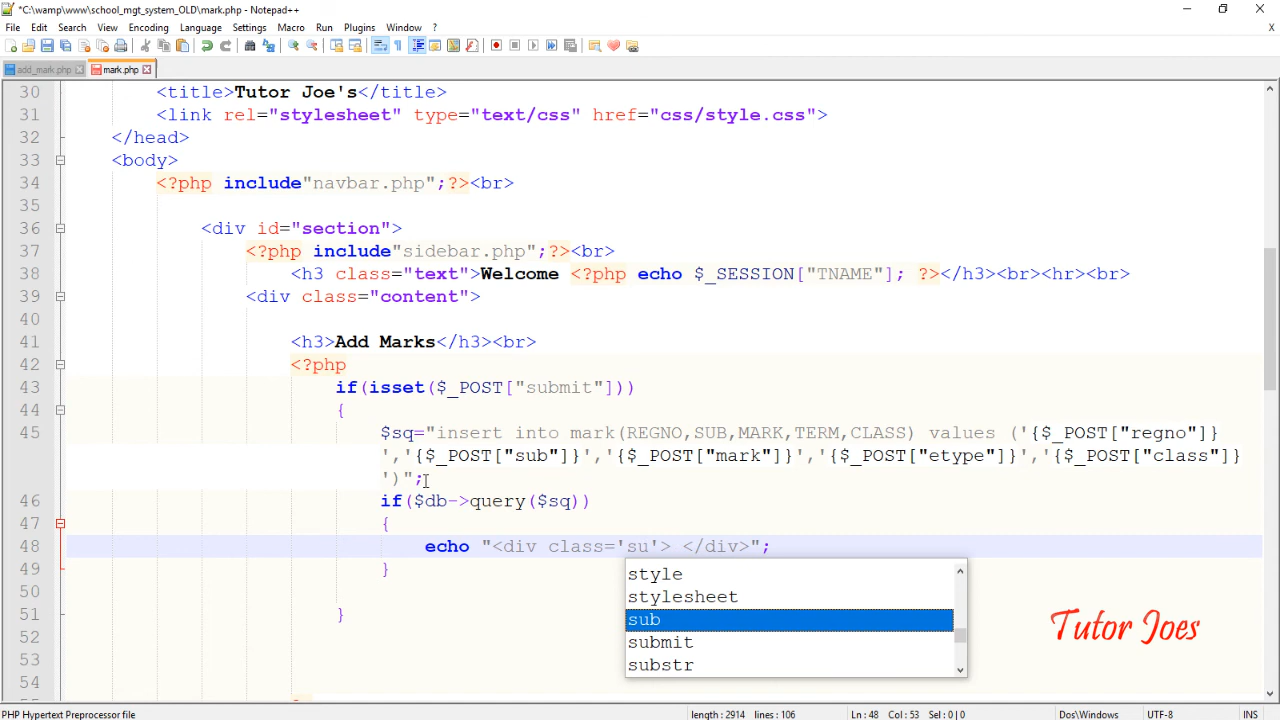 *C:\wamp\www\school_mgt_system_OLD\mark.php - Notepad++
File Edit Search View Encoding Language Settings Macro Run Plugins Window ?
X
add_mark.php mark.php
30 <title>Tutor Joe's</title>
31 <link rel="stylesheet" type="text/css" href="css/style.css">
32 </head>
33 <body>
34 <?php include"navbar.php";?><br>
35
36 <div id="section">
37 <?php include"sidebar.php";?><br>
38 <h3 class="text">Welcome <?php echo $_SESSION["TNAME"]; ?></h3><br><hr><br>
39 <div class="content">
40
41 <h3>Add Marks</h3><br>
42 <?php
43 if(isset($_POST["submit"]))
44 {
45 $sq="insert into mark(REGNO,SUB,MARK,TERM,CLASS) values ('{$_POST["regno"]}
','{$_POST["sub"]}','{$_POST["mark"]}','{$_POST["etype"]}','{$_POST["class"]}
')";
46 if($db->query($sq))
47 {
48 echo "<div class='su'> </div>";
49 }
style
50
stylesheet
51 }
sub
52
submit
53
substr
54
Tutor Joes
PHP Hypertext Preprocessor file length : 2914 lines : 106 Ln : 48 Col : 53 Sel : 0 | 0 Dos\Windows UTF-8 INS